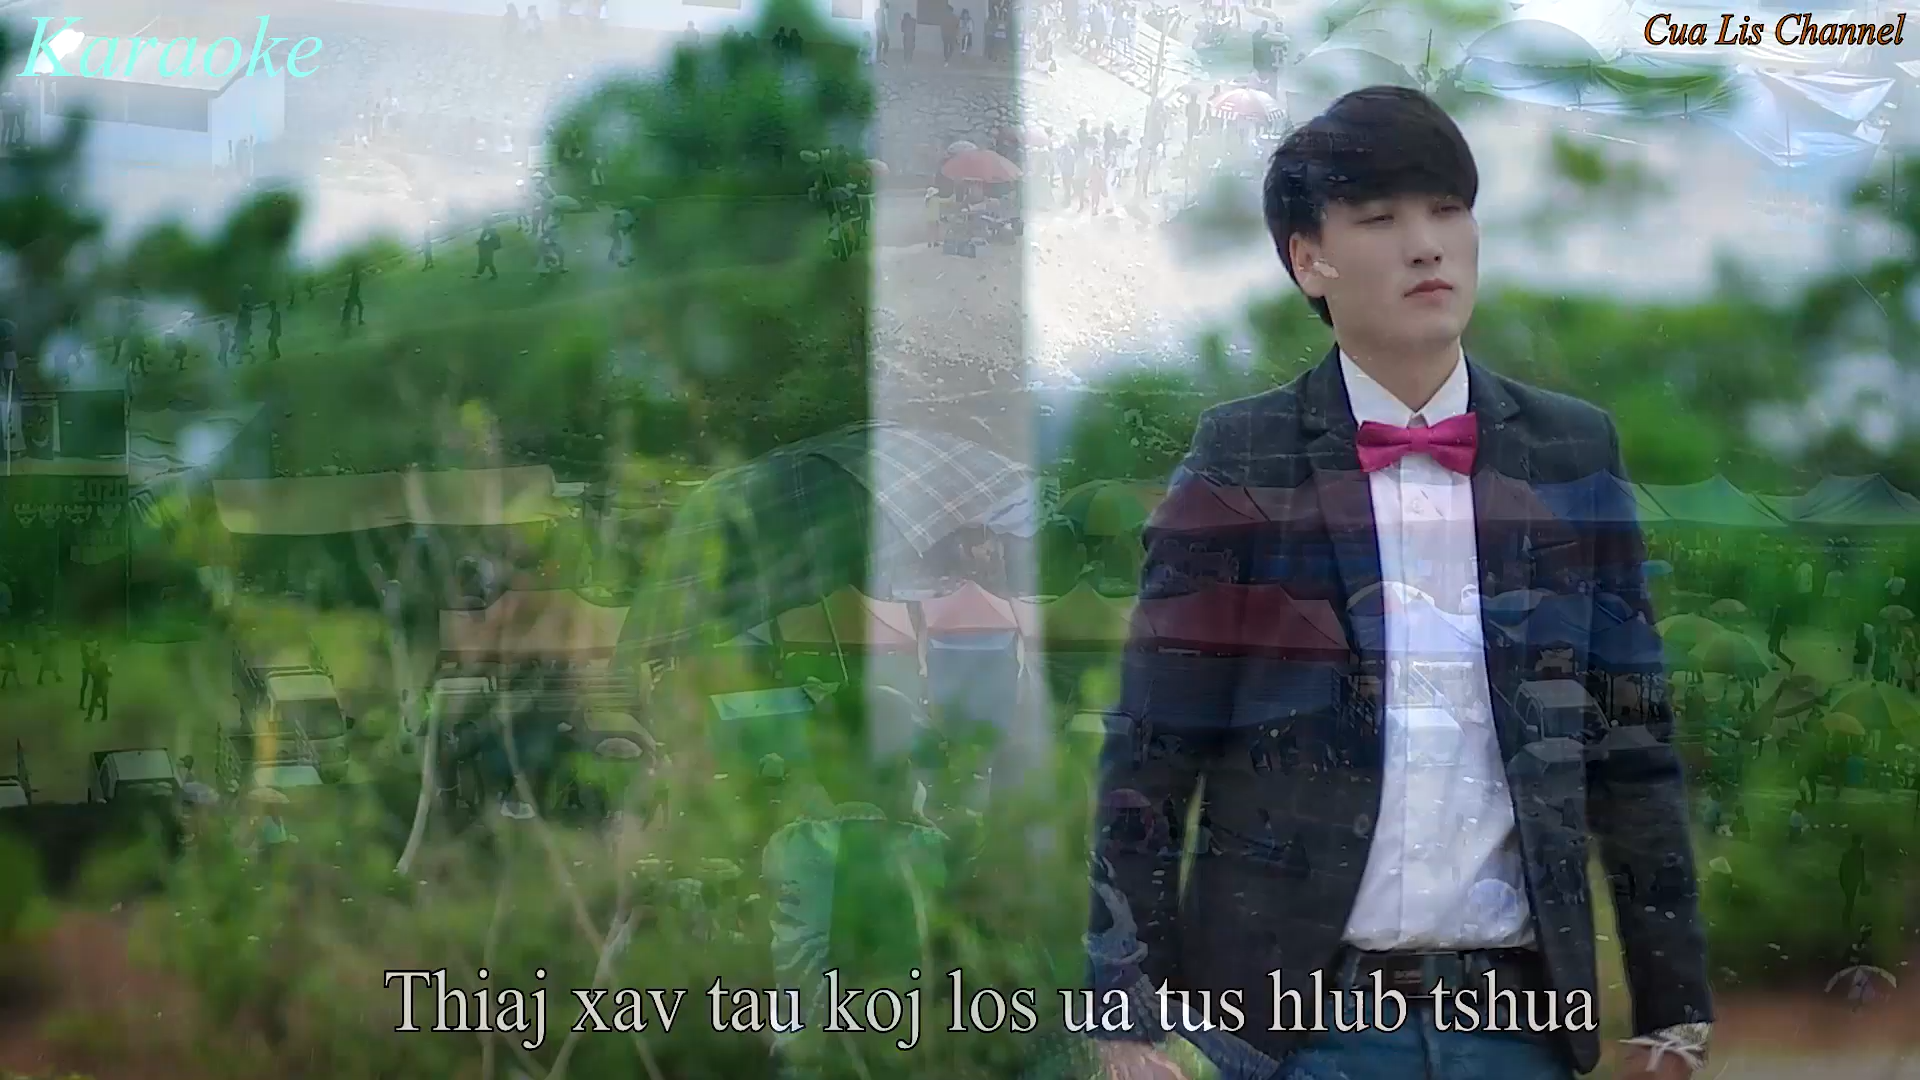 Karaoke
Cua Lis Channel
Thiaj xav tau koj los ua tus hlub tshua